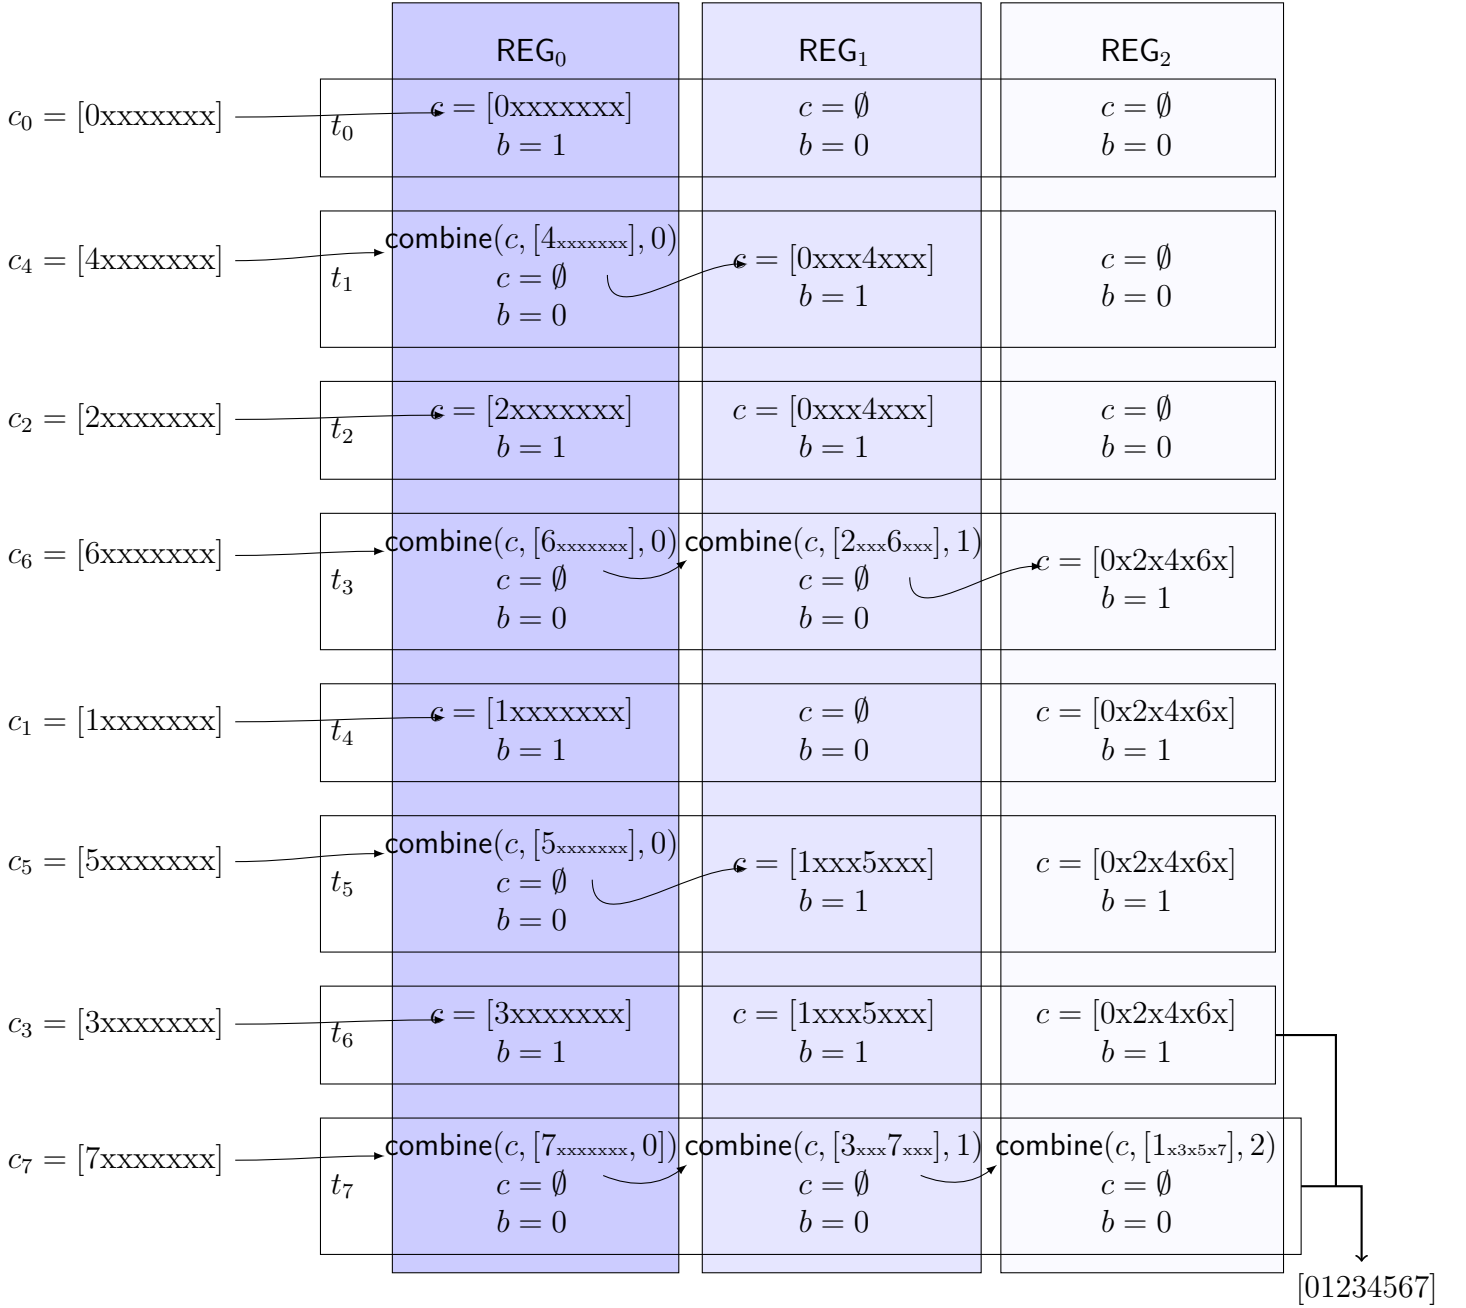 REG₀ REG₁ REG₂
c₀ = [0xxxxxxx] t₀ c = [0xxxxxxx] c = ∅ c = ∅
b = 1 b = 0 b = 0
c₄ = [4xxxxxxx] t₁ combine(c, [4xxxxxxx], 0) c = [0xxx4xxx] c = ∅
c = ∅ b = 1 b = 0
b = 0
c₂ = [2xxxxxxx] t₂ c = [2xxxxxxx] c = [0xxx4xxx] c = ∅
b = 1 b = 1 b = 0
c₆ = [6xxxxxxx] t₃ combine(c, [6xxxxxxx], 0) combine(c, [2xxx6xxx], 1) c = [0x2x4x6x]
c = ∅ c = ∅ b = 1
b = 0 b = 0
c₁ = [1xxxxxxx] t₄ c = [1xxxxxxx] c = ∅ c = [0x2x4x6x]
b = 1 b = 0 b = 1
c₅ = [5xxxxxxx] t₅ combine(c, [5xxxxxxx], 0) c = [1xxx5xxx] c = [0x2x4x6x]
c = ∅ b = 1 b = 1
b = 0
c₃ = [3xxxxxxx] t₆ c = [3xxxxxxx] c = [1xxx5xxx] c = [0x2x4x6x]
b = 1 b = 1 b = 1
c₇ = [7xxxxxxx] t₇ combine(c, [7xxxxxxx, 0]) combine(c, [3xxx7xxx], 1) combine(c, [1x3x5x7], 2)
c = ∅ c = ∅ c = ∅
b = 0 b = 0 b = 0
[01234567]